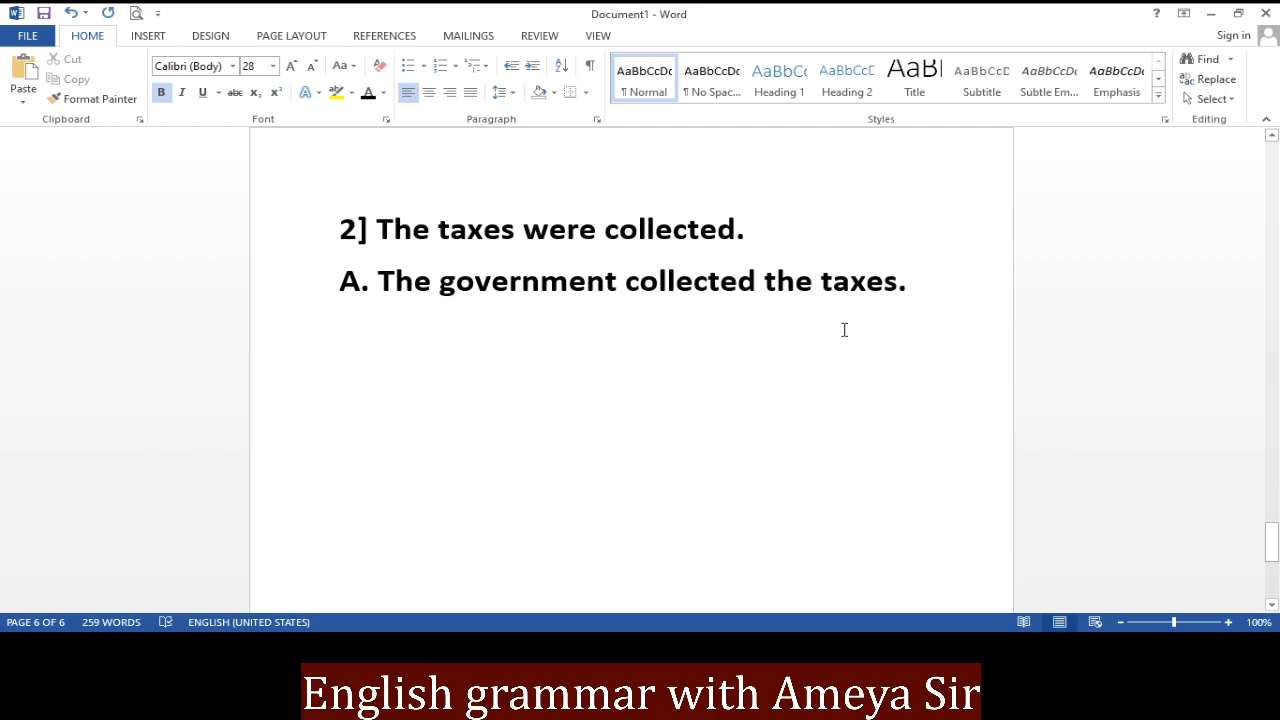 Document1 - Word
Sign in
FILE HOME INSERT DESIGN PAGE LAYOUT REFERENCES MAILINGS REVIEW VIEW
Cut
Copy
Format Painter
Paste
Clipboard
Calibri (Body) 28
Font
Paragraph
AaBbCcDc AaBbCcDc AaBbCc AaBbCcC AaBl AaBbCcD AaBbCcDc AaBbCcDc
¶ Normal ¶ No Spac... Heading 1 Heading 2 Title Subtitle Subtle Em... Emphasis
Styles
Find
Replace
Select
Editing
2] The taxes were collected.
A. The government collected the taxes.
PAGE 6 OF 6 259 WORDS ENGLISH (UNITED STATES) 100%
English grammar with Ameya Sir